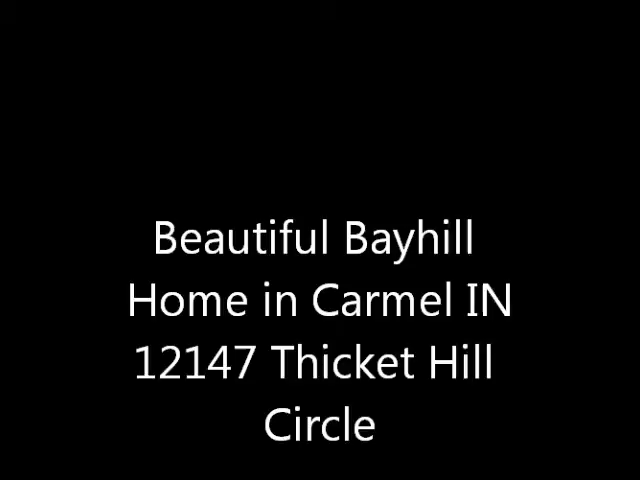 Beautiful Bayhill
Home in Carmel IN
12147 Thicket Hill
Circle